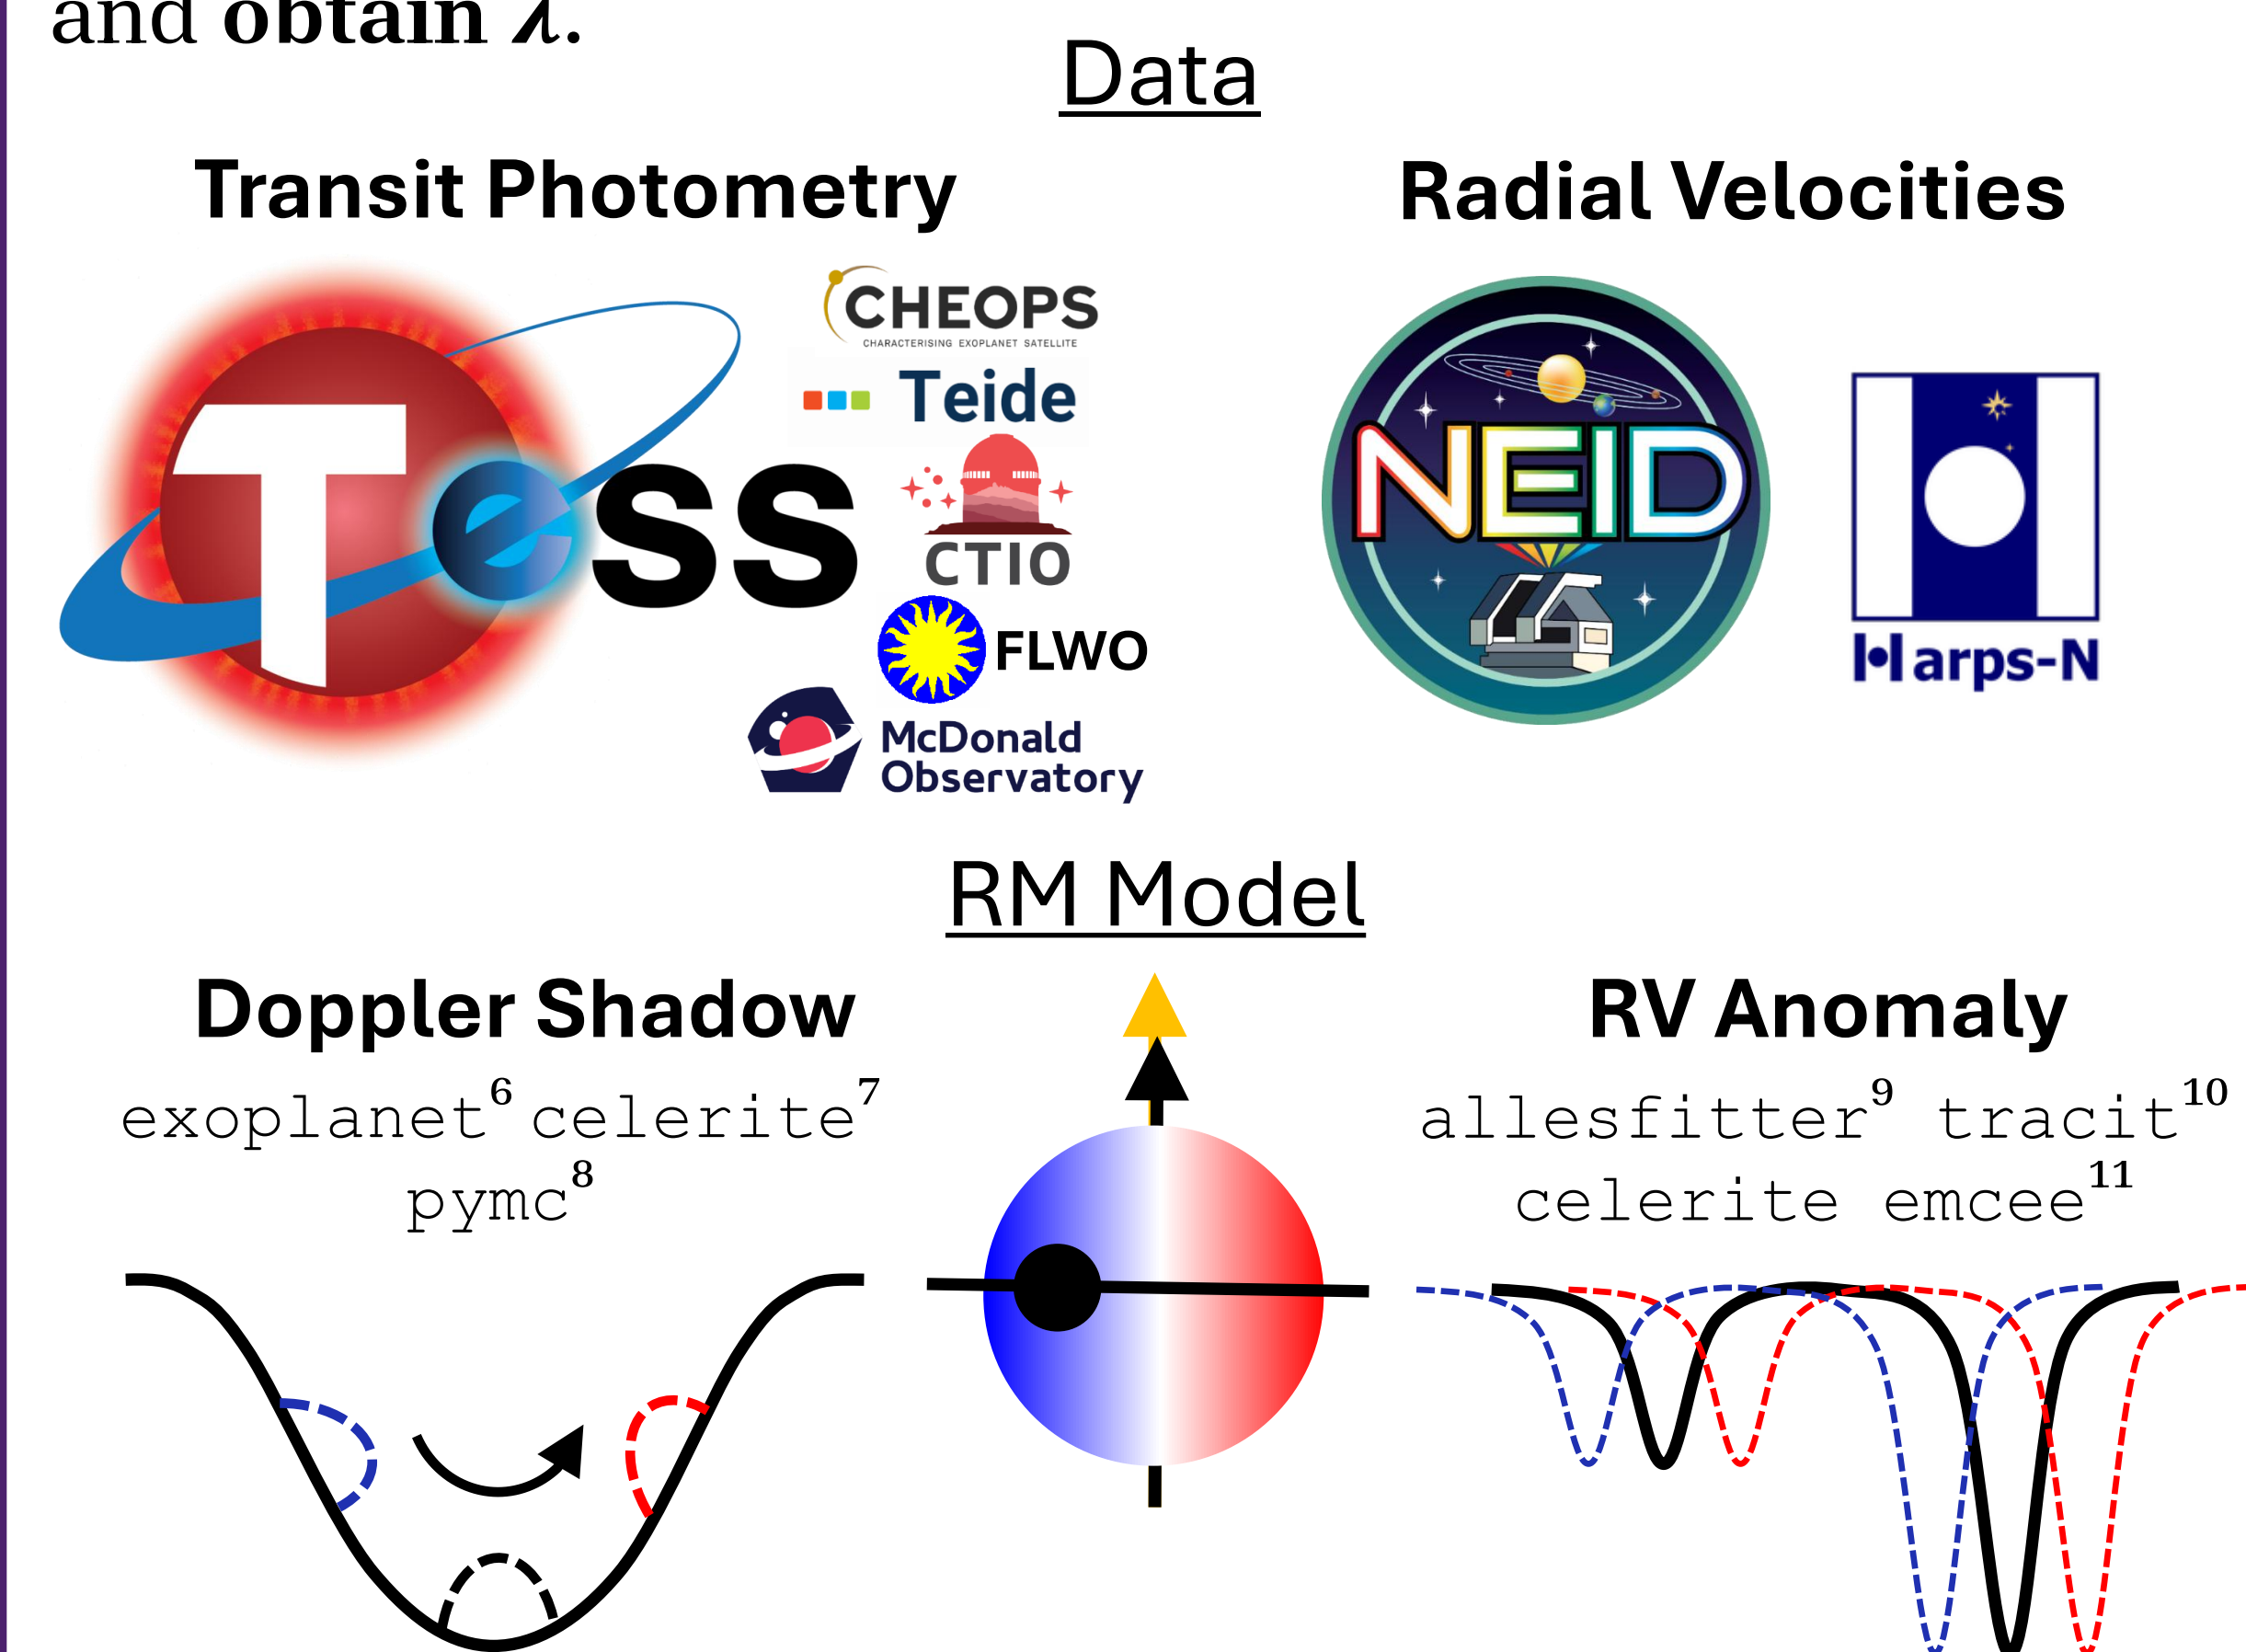 and obtain λ.
Data
Transit Photometry
Radial Velocities
CHEOPS
CHARACTERISING EXOPLANET SATELLITE
Teide
Tess
CTIO
FLWO
McDonald
Observatory
NEID
Harps-N
RM Model
Doppler Shadow
exoplanet⁶ celerite⁷
pymc⁸
RV Anomaly
allesfitter⁹ tracit¹⁰
celerite emcee¹¹